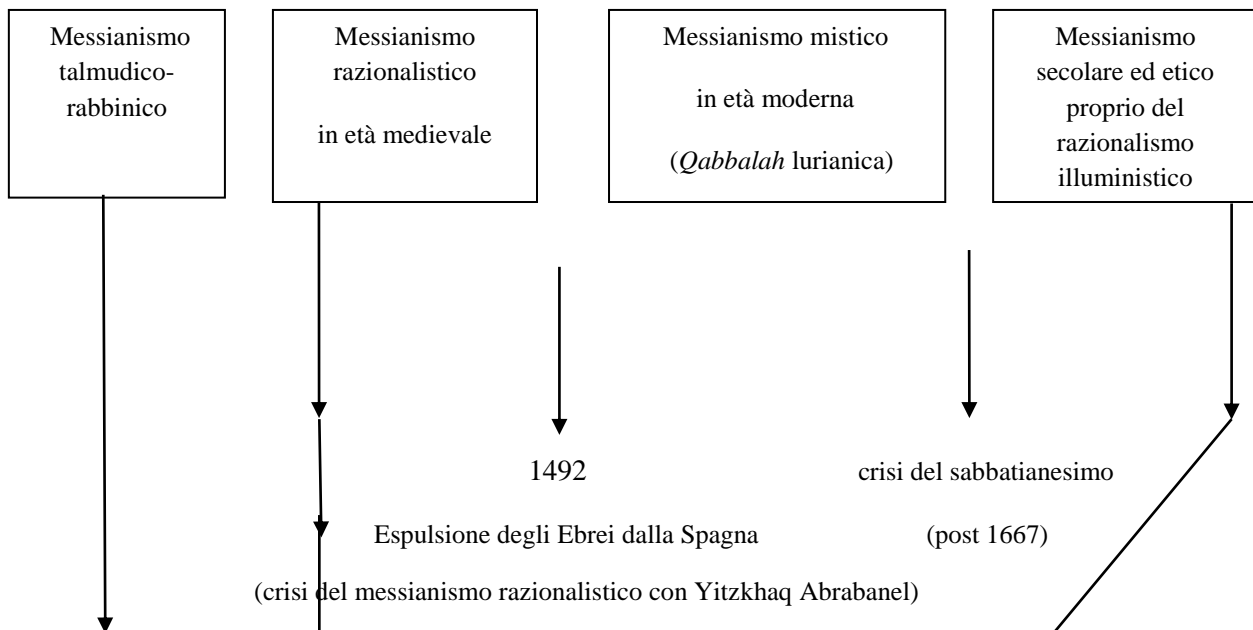 Messianismo
talmudico-
rabbinico
Messianismo
razionalistico
in età medievale
Messianismo mistico
in età moderna
(Qabbalah lurianica)
Messianismo
secolare ed etico
proprio del
razionalismo
illuministico
1492
Espulsione degli Ebrei dalla Spagna
(crisi del messianismo razionalistico con Yitzkhaq Abrabanel)
crisi del sabbatianesimo
(post 1667)